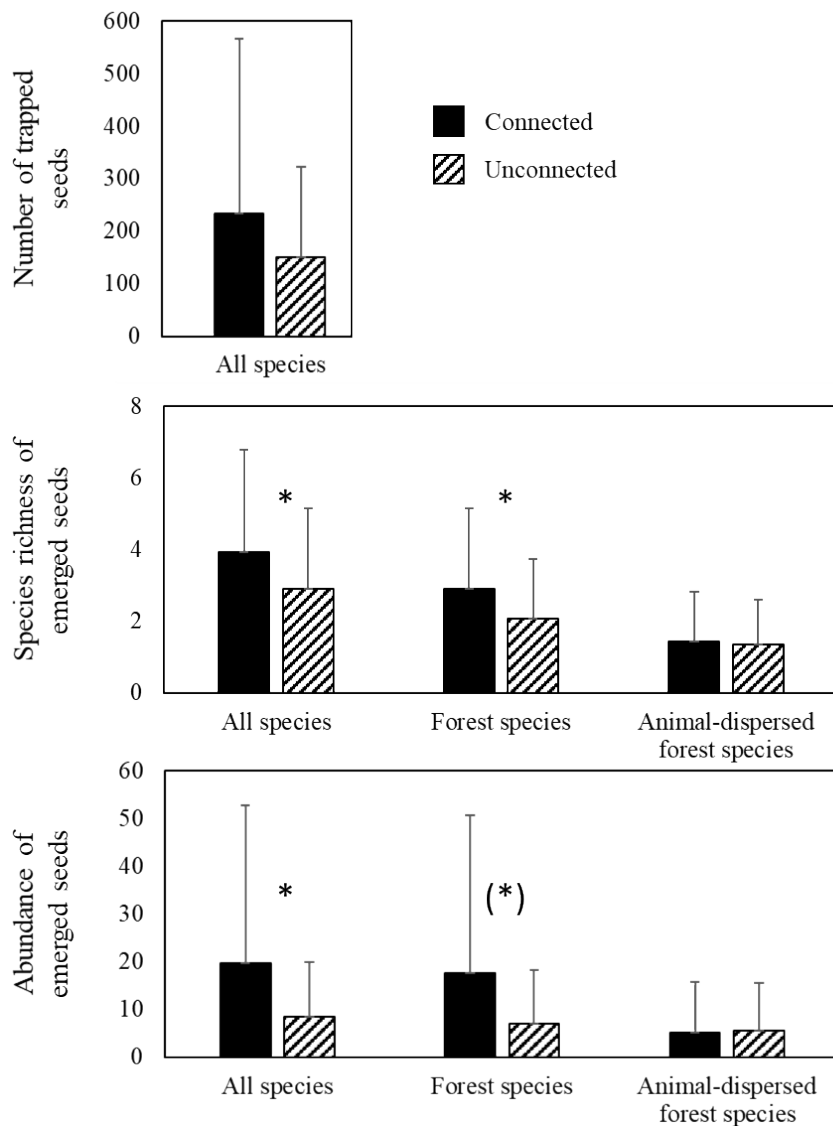 Number of trapped
seeds
600
500
400
300
200
100
0
All species
Connected
Unconnected
Species richness of
emerged seeds
8
6
4
2
0
*
*
All species
Forest species
Animal-dispersed
forest species
Abundance of
emerged seeds
60
50
40
30
20
10
0
*
(*)
All species
Forest species
Animal-dispersed
forest species